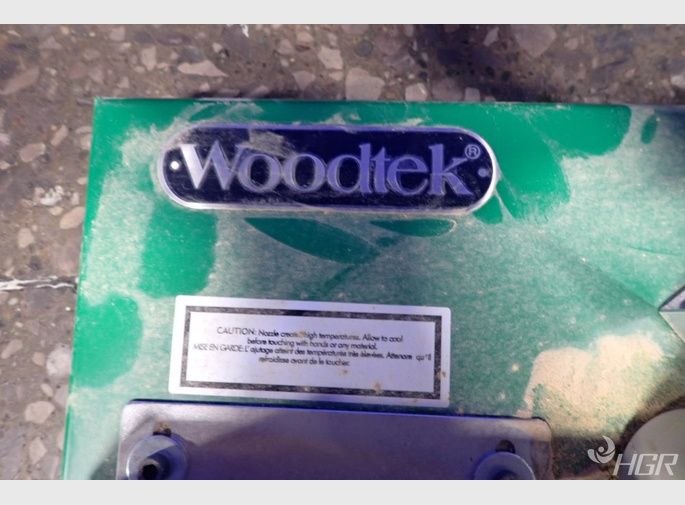 Woodtek®
CAUTION: Nozzle creates high temperatures. Allow to cool
before touching with hands or any material.
MISE EN GARDE: L'ajutage atteint des températures très élevées. Attendre qu'il
refroidisse avant de le toucher.
HGR